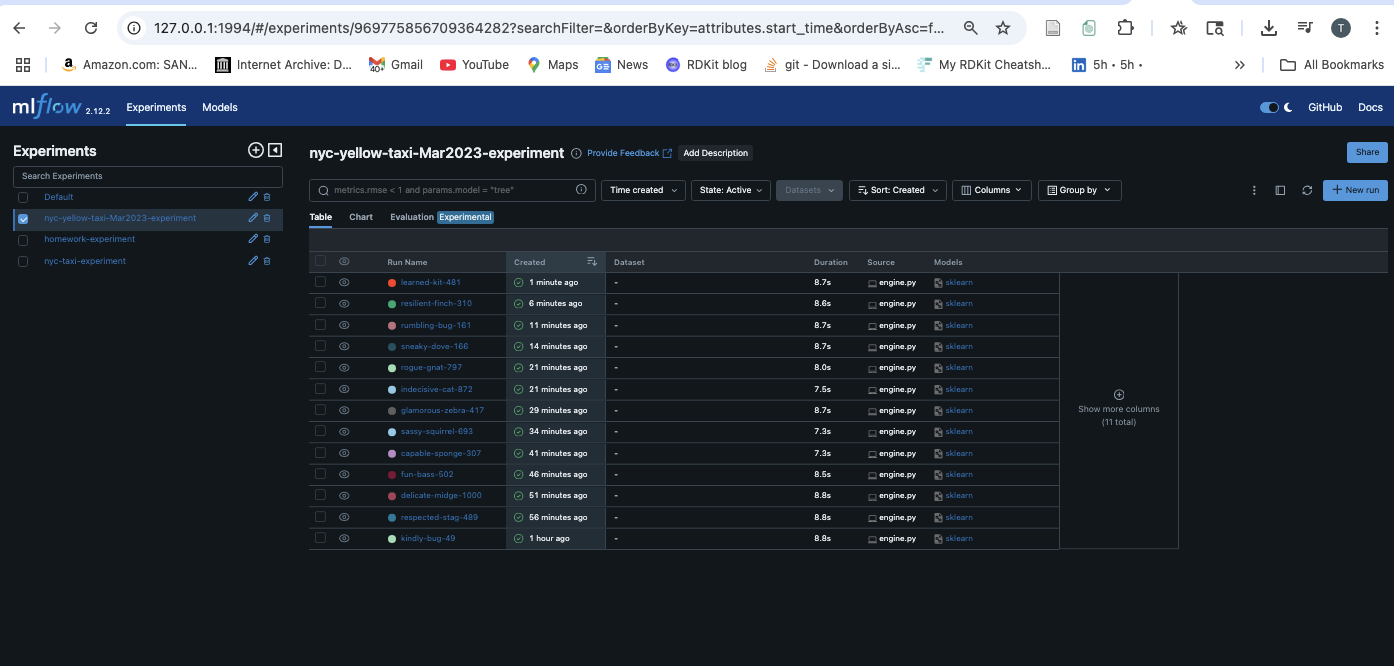 127.0.0.1:1994/#/experiments/969775856709364282?searchFilter=&orderByKey=attributes.start_time&orderByAsc=f...
T
Amazon.com: SAN...
Internet Archive: D...
40
Gmail
YouTube
Maps
News
RDKit blog
git - Download a si...
My RDKit Cheatsh...
5h • 5h •
»
All Bookmarks
mlflow 2.12.2
Experiments
Models
GitHub
Docs
Experiments
Search Experiments
Default
nyc-yellow-taxi-Mar2023-experiment
homework-experiment
nyc-taxi-experiment
nyc-yellow-taxi-Mar2023-experiment
Provide Feedback
Add Description
Share
metrics.rmse < 1 and params.model = "tree"
Time created
State: Active
Datasets
Sort: Created
Columns
Group by
New run
Table
Chart
Evaluation Experimental
Run Name Created Dataset Duration Source Models
learned-kit-481 1 minute ago - 8.7s engine.py sklearn
resilient-finch-310 6 minutes ago - 8.6s engine.py sklearn
rumbling-bug-161 11 minutes ago - 8.7s engine.py sklearn
sneaky-dove-166 14 minutes ago - 8.7s engine.py sklearn
rogue-gnat-797 21 minutes ago - 8.0s engine.py sklearn
indecisive-cat-872 21 minutes ago - 7.5s engine.py sklearn
glamorous-zebra-417 29 minutes ago - 8.7s engine.py sklearn
sassy-squirrel-693 34 minutes ago - 7.3s engine.py sklearn
capable-sponge-307 41 minutes ago - 7.3s engine.py sklearn
fun-bass-502 46 minutes ago - 8.5s engine.py sklearn
delicate-midge-1000 51 minutes ago - 8.8s engine.py sklearn
respected-stag-489 56 minutes ago - 8.8s engine.py sklearn
kindly-bug-49 1 hour ago - 8.8s engine.py sklearn
Show more columns
(11 total)